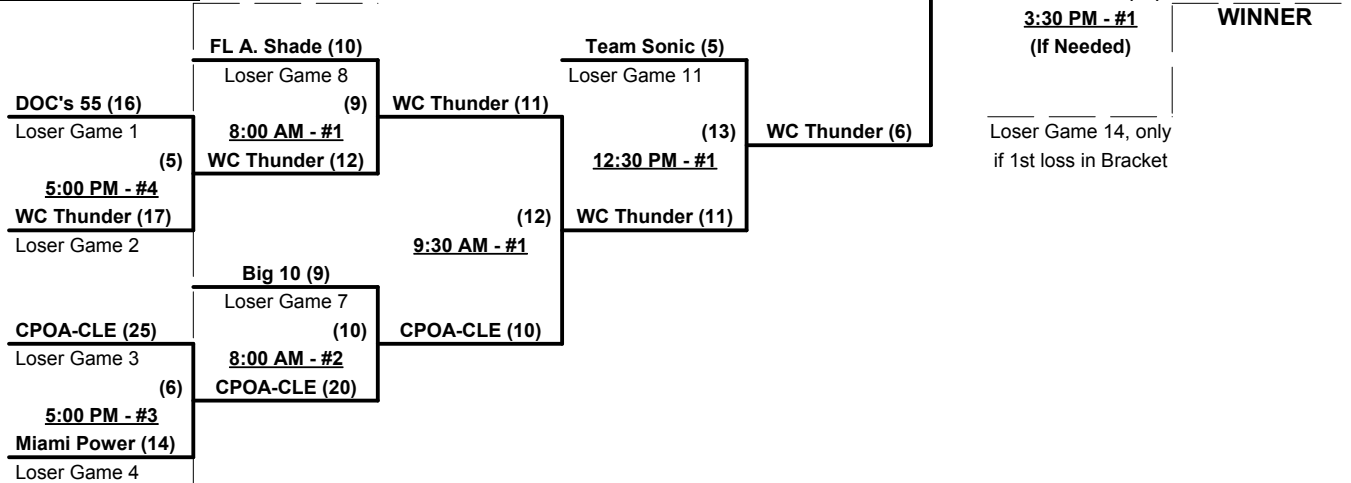 3:30 PM - #1
WINNER
(If Needed)
FL A. Shade (10)
Team Sonic (5)
Loser Game 8
Loser Game 11
DOC's 55 (16)
(9)
WC Thunder (11)
Loser Game 1
8:00 AM - #1
(13)
WC Thunder (6)
Loser Game 14, only
if 1st loss in Bracket
(5)
WC Thunder (12)
12:30 PM - #1
5:00 PM - #4
WC Thunder (17)
(12)
WC Thunder (11)
Loser Game 2
9:30 AM - #1
Big 10 (9)
Loser Game 7
CPOA-CLE (25)
(10)
CPOA-CLE (10)
Loser Game 3
8:00 AM - #2
(6)
CPOA-CLE (20)
5:00 PM - #3
Miami Power (14)
Loser Game 4